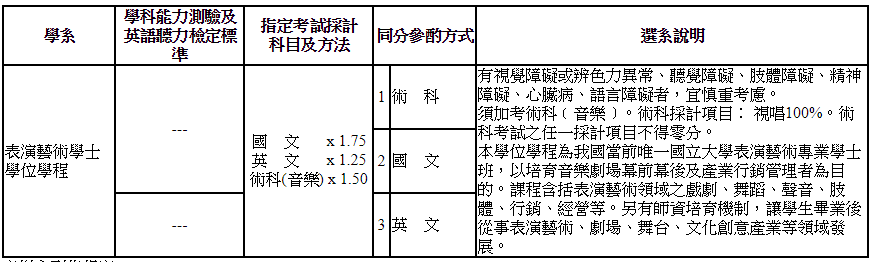 學系
學科能力測驗及
英語聽力檢定標
準
指定考試採計
科目及方法
同分參酌方式
選系說明
表演藝術學士
學位學程
---
---
國　文　x 1.75
英　文　x 1.25
術科(音樂) x 1.50
1 術　科
2 國　文
3 英　文
有視覺障礙或辨色力異常、聽覺障礙、肢體障礙、精神
障礙、心臟病、語言障礙者，宜慎重考慮。
須加考術科﹙音樂﹚。術科採計項目： 視唱100%。術
科考試之任一採計項目不得零分。
本學位學程為我國當前唯一國立大學表演藝術專業學士
班，以培育音樂劇場幕前幕後及產業行銷管理者為目
的。課程含括表演藝術領域之戲劇、舞蹈、聲音、肢
體、行銷、經營等。另有師資培育機制，讓學生畢業後
從事表演藝術、劇場、舞台、文化創意產業等領域發
展。